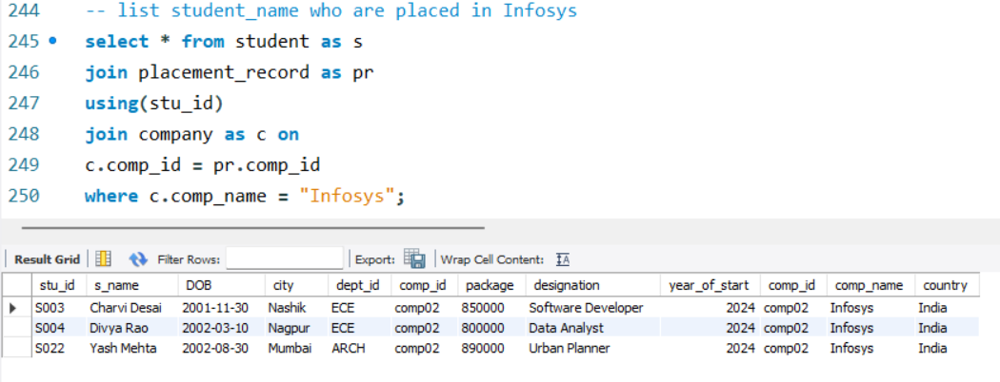 244 -- list student_name who are placed in Infosys
245 select * from student as s
246 join placement_record as pr
247 using(stu_id)
248 join company as c on
249 c.comp_id = pr.comp_id
250 where c.comp_name = "Infosys";
Result Grid Filter Rows: Export: Wrap Cell Content: IA
stu_id s_name DOB city dept_id comp_id package designation year_of_start comp_id comp_name country
S003 Charvi Desai 2001-11-30 Nashik ECE comp02 850000 Software Developer 2024 comp02 Infosys India
S004 Divya Rao 2002-03-10 Nagpur ECE comp02 800000 Data Analyst 2024 comp02 Infosys India
S022 Yash Mehta 2002-08-30 Mumbai ARCH comp02 890000 Urban Planner 2024 comp02 Infosys India